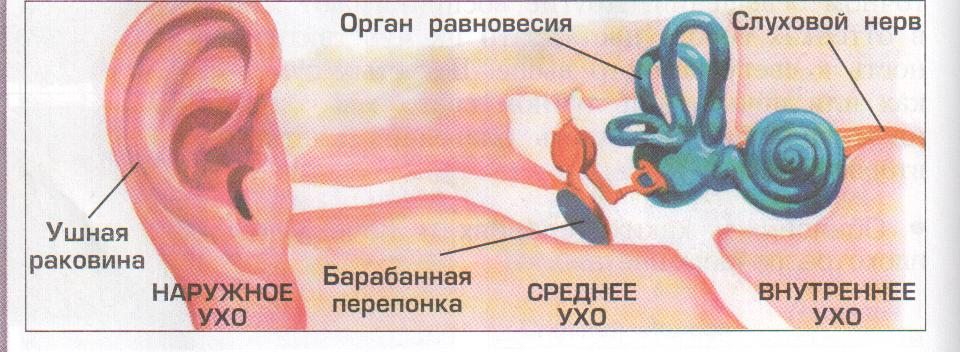 Орган равновесия
Слуховой нерв
Ушная
раковина
Барабанная
перепонка
НАРУЖНОЕ
УХО
СРЕДНЕЕ
УХО
ВНУТРЕННЕЕ
УХО